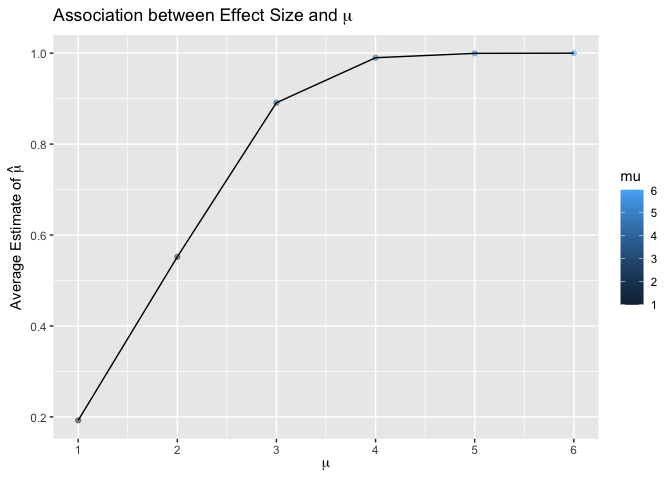 Association between Effect Size and μ
Average Estimate of μ̂
1.0
0.8
0.6
0.4
0.2
1 2 3 4 5 6
μ
mu
6
5
4
3
2
1